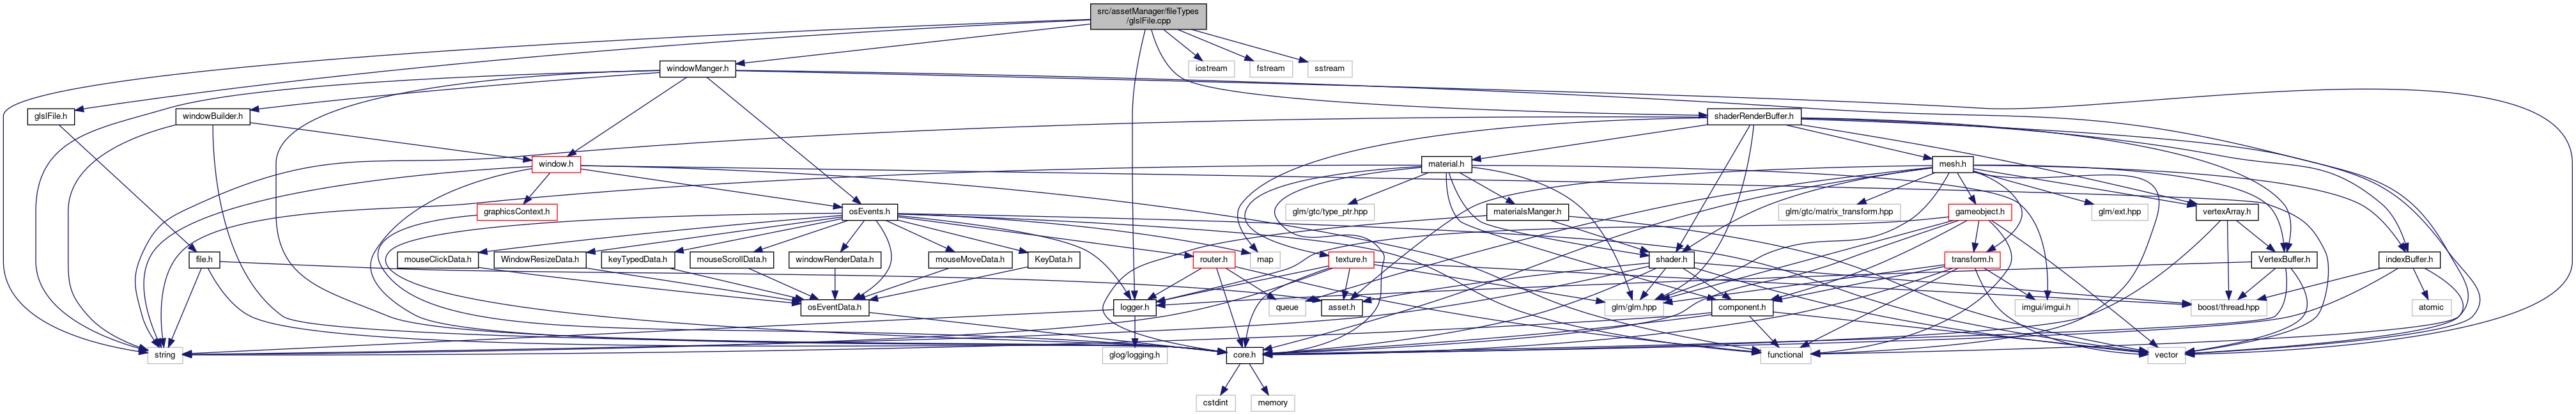 src/assetManager/fileTypes
/glslFile.cpp
windowManger.h
iostream
fstream
sstream
glslFile.h
windowBuilder.h
shaderRenderBuffer.h
window.h
material.h
mesh.h
graphicsContext.h
osEvents.h
glm/gtc/type_ptr.hpp
materialsManger.h
glm/gtc/matrix_transform.hpp
gameobject.h
glm/ext.hpp
vertexArray.h
file.h
mouseClickData.h
WindowResizeData.h
keyTypedData.h
mouseScrollData.h
windowRenderData.h
mouseMoveData.h
KeyData.h
router.h
map
texture.h
shader.h
transform.h
VertexBuffer.h
indexBuffer.h
osEventData.h
logger.h
queue
asset.h
glm/glm.hpp
component.h
imgui/imgui.h
boost/thread.hpp
atomic
string
glog/logging.h
core.h
functional
vector
cstdint
memory